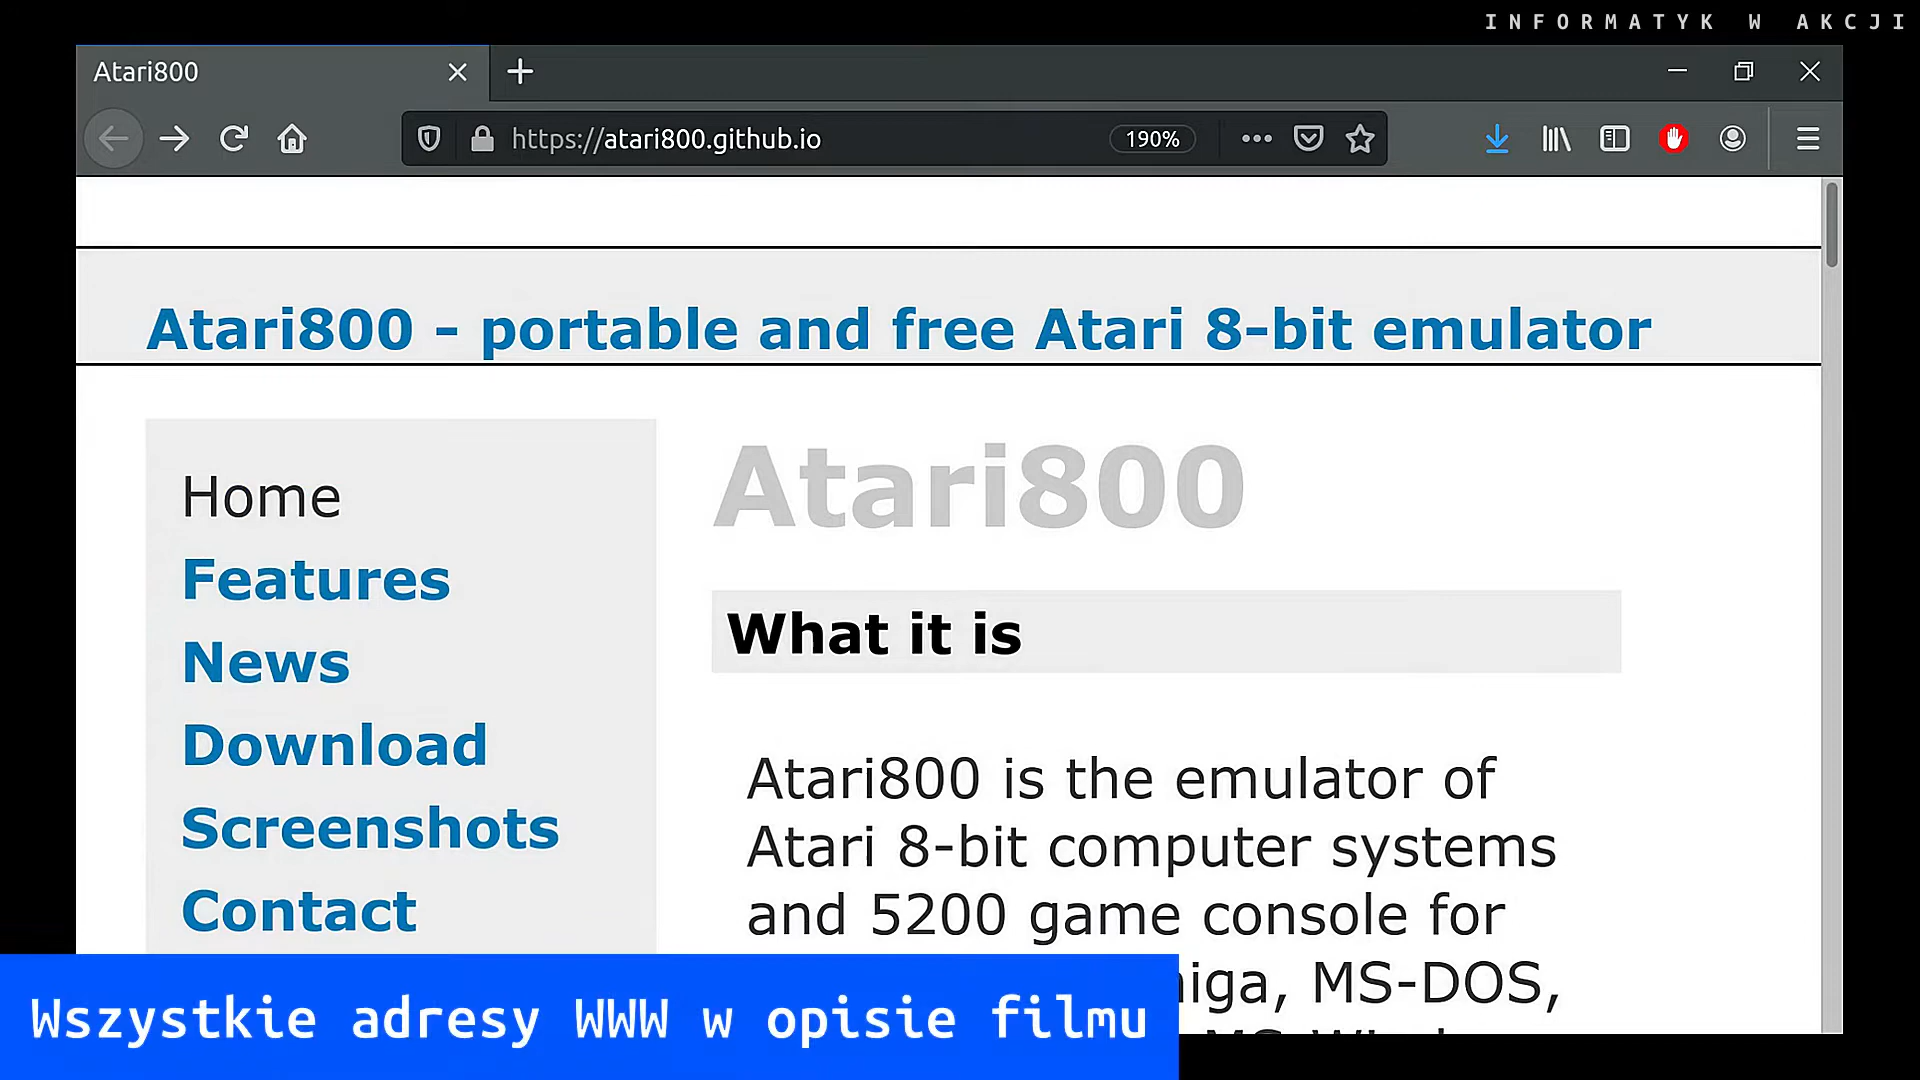 INFORMATYK W AKCJI
Atari800
https://atari800.github.io
190%
Atari800 - portable and free Atari 8-bit emulator
Home
Features
News
Download
Screenshots
Contact
Atari800
What it is
Atari800 is the emulator of
Atari 8-bit computer systems
and 5200 game console for
MS-DOS,
Wszystkie adresy WWW w opisie filmu